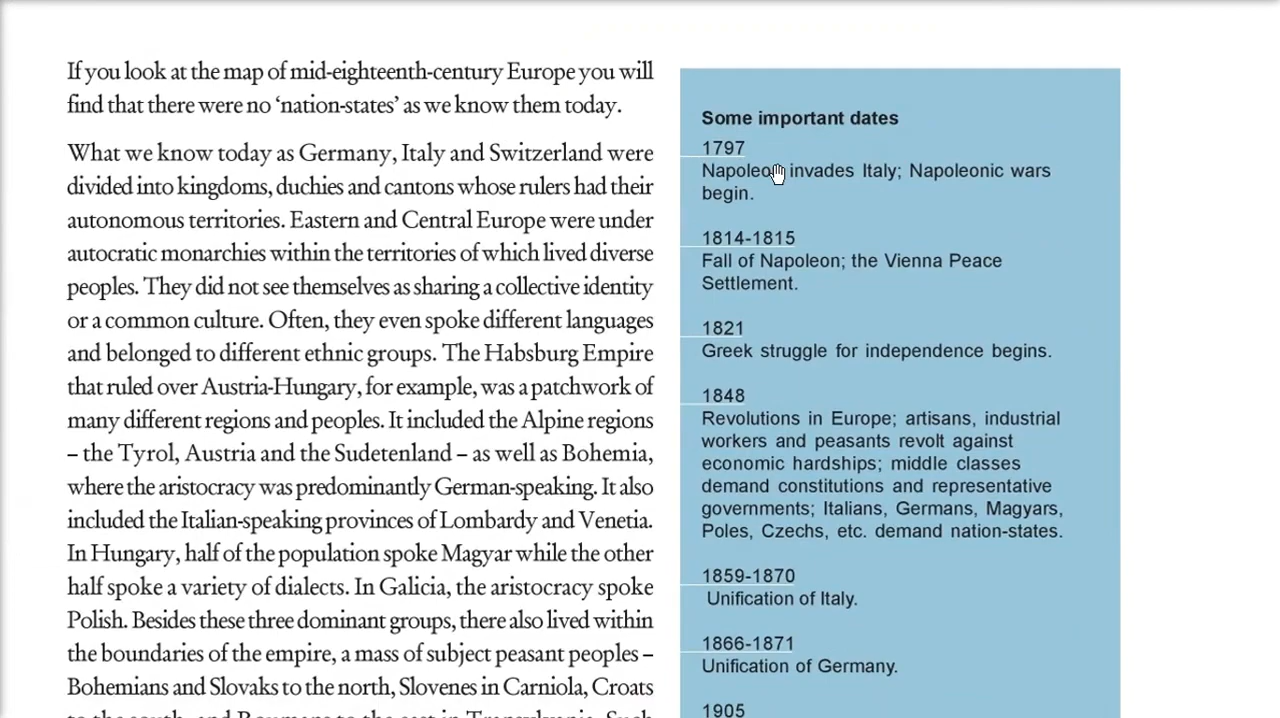 If you look at the map of mid-eighteenth-century Europe you will
find that there were no ‘nation-states’ as we know them today.
What we know today as Germany, Italy and Switzerland were
divided into kingdoms, duchies and cantons whose rulers had their
autonomous territories. Eastern and Central Europe were under
autocratic monarchies within the territories of which lived diverse
peoples. They did not see themselves as sharing a collective identity
or a common culture. Often, they even spoke different languages
and belonged to different ethnic groups. The Habsburg Empire
that ruled over Austria-Hungary, for example, was a patchwork of
many different regions and peoples. It included the Alpine regions
– the Tyrol, Austria and the Sudetenland – as well as Bohemia,
where the aristocracy was predominantly German-speaking. It also
included the Italian-speaking provinces of Lombardy and Venetia.
In Hungary, half of the population spoke Magyar while the other
half spoke a variety of dialects. In Galicia, the aristocracy spoke
Polish. Besides these three dominant groups, there also lived within
the boundaries of the empire, a mass of subject peasant peoples –
Bohemians and Slovaks to the north, Slovenes in Carniola, Croats
to the south, and Roumans to the east in Transylvania. Such
Some important dates
1797
Napoleon invades Italy; Napoleonic wars
begin.
1814-1815
Fall of Napoleon; the Vienna Peace
Settlement.
1821
Greek struggle for independence begins.
1848
Revolutions in Europe; artisans, industrial
workers and peasants revolt against
economic hardships; middle classes
demand constitutions and representative
governments; Italians, Germans, Magyars,
Poles, Czechs, etc. demand nation-states.
1859-1870
Unification of Italy.
1866-1871
Unification of Germany.
1905